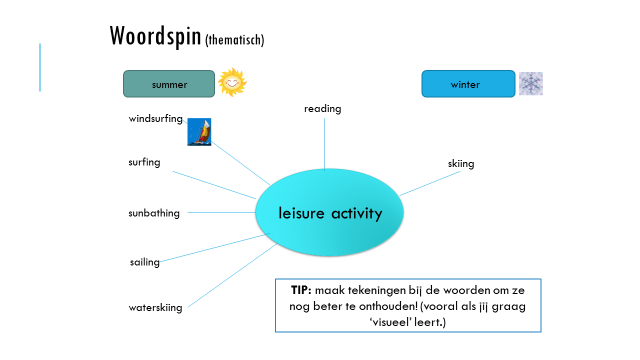 Woordspin (thematisch)
summer
winter
reading
windsurfing
surfing
skiing
sunbathing
leisure activity
sailing
waterskiing
TIP: maak tekeningen bij de woorden om ze
nog beter te onthouden! (vooral als jij graag
‘visueel’ leert.)